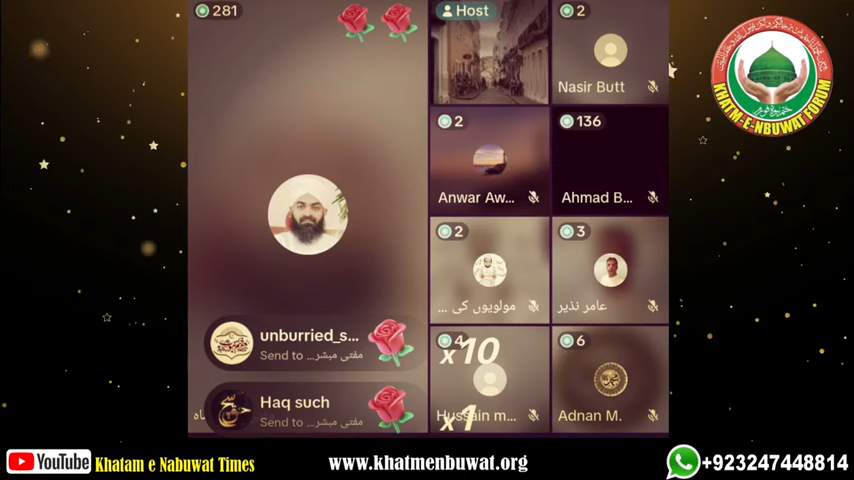 281
Host
2
Nasir Butt
2
Anwar Aw...
136
Ahmad B...
2
مولویوں کی ...
3
عامر نذیر
unburried_s...
Send to ...مفتی مبشر
Haq such
Send to ...مفتی مبشر
4
x10
x1
Hussain m...
6
Adnan M.
KHATM-E-NBUWAT FORUM
YouTube
Khatam e Nabuwat Times
www.khatmenbuwat.org
+923247448814